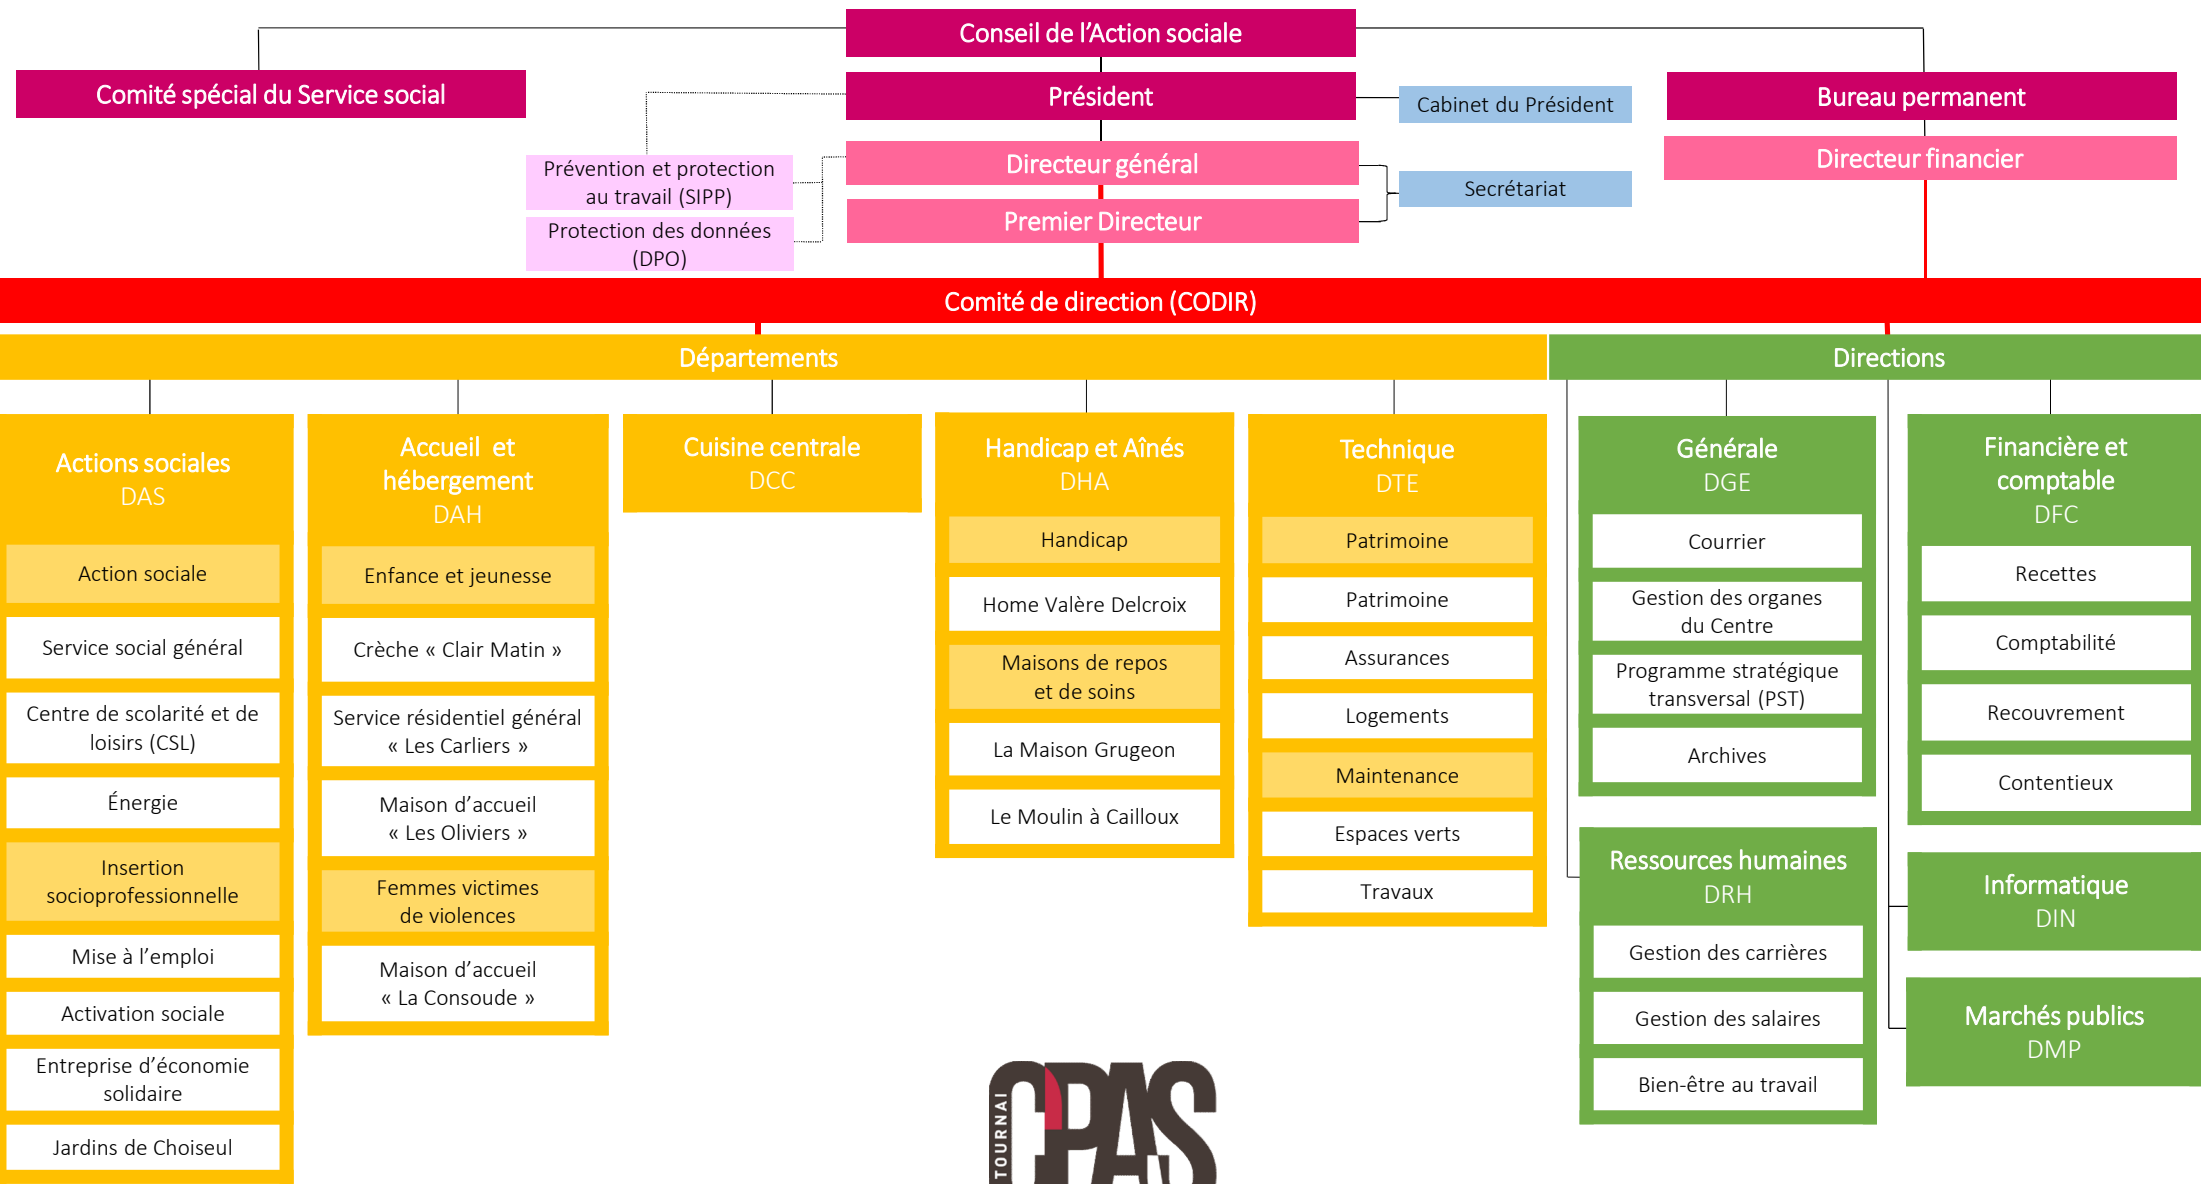 Conseil de l’Action sociale
Comité spécial du Service social
Président
Cabinet du Président
Bureau permanent
Prévention et protection
au travail (SIPP)
Protection des données
(DPO)
Directeur général
Premier Directeur
Secrétariat
Directeur financier
Comité de direction (CODIR)
Départements
Directions
Actions sociales
DAS
Action sociale
Service social général
Centre de scolarité et de
loisirs (CSL)
Énergie
Insertion
socioprofessionnelle
Mise à l’emploi
Activation sociale
Entreprise d’économie
solidaire
Jardins de Choiseul
Accueil et
hébergement
DAH
Enfance et jeunesse
Crèche « Clair Matin »
Service résidentiel général
« Les Carliers »
Maison d’accueil
« Les Oliviers »
Femmes victimes
de violences
Maison d’accueil
« La Consoude »
Cuisine centrale
DCC
Handicap et Aînés
DHA
Handicap
Home Valère Delcroix
Maisons de repos
et de soins
La Maison Grugeon
Le Moulin à Cailloux
Technique
DTE
Patrimoine
Patrimoine
Assurances
Logements
Maintenance
Espaces verts
Travaux
Générale
DGE
Courrier
Gestion des organes
du Centre
Programme stratégique
transversal (PST)
Archives
Ressources humaines
DRH
Gestion des carrières
Gestion des salaires
Bien-être au travail
Financière et
comptable
DFC
Recettes
Comptabilité
Recouvrement
Contentieux
Informatique
DIN
Marchés publics
DMP
TOURNAI
CPAS